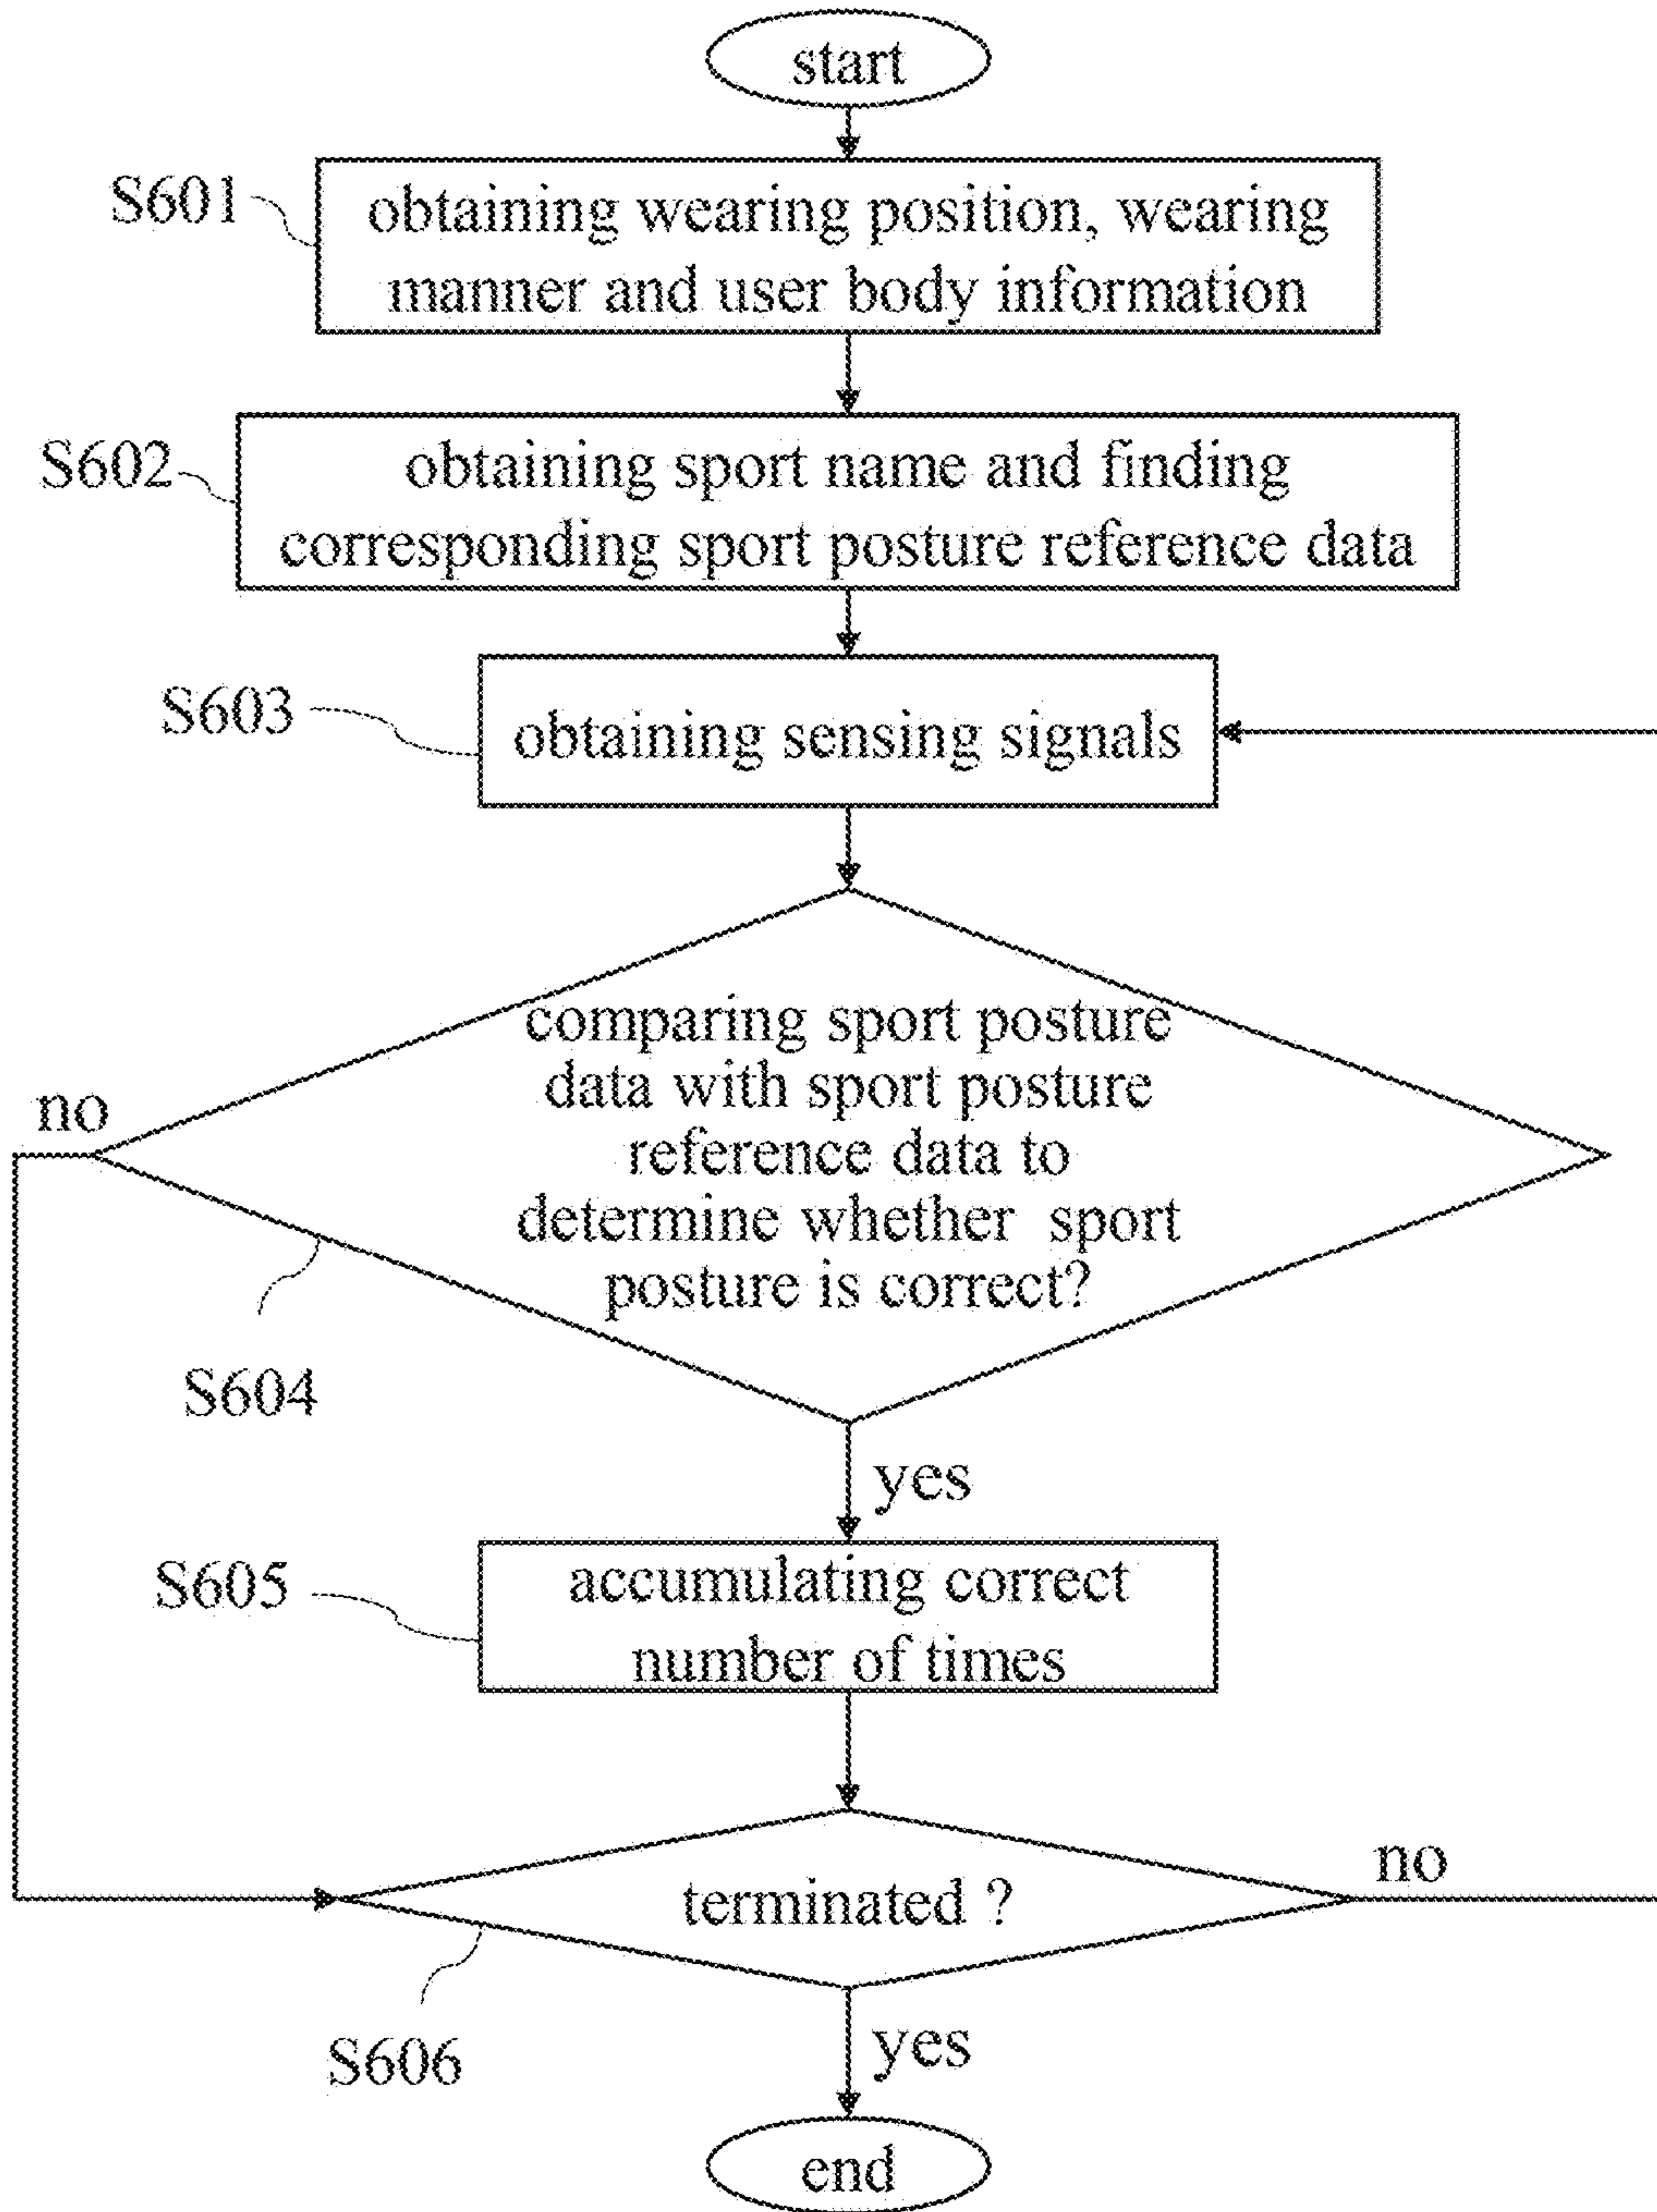 start
S601
obtaining wearing position, wearing
manner and user body information
S602
obtaining sport name and finding
corresponding sport posture reference data
S603
obtaining sensing signals
comparing sport posture
data with sport posture
reference data to
determine whether sport
posture is correct?
no
S604
yes
S605
accumulating correct
number of times
terminated ?
no
S606
yes
end